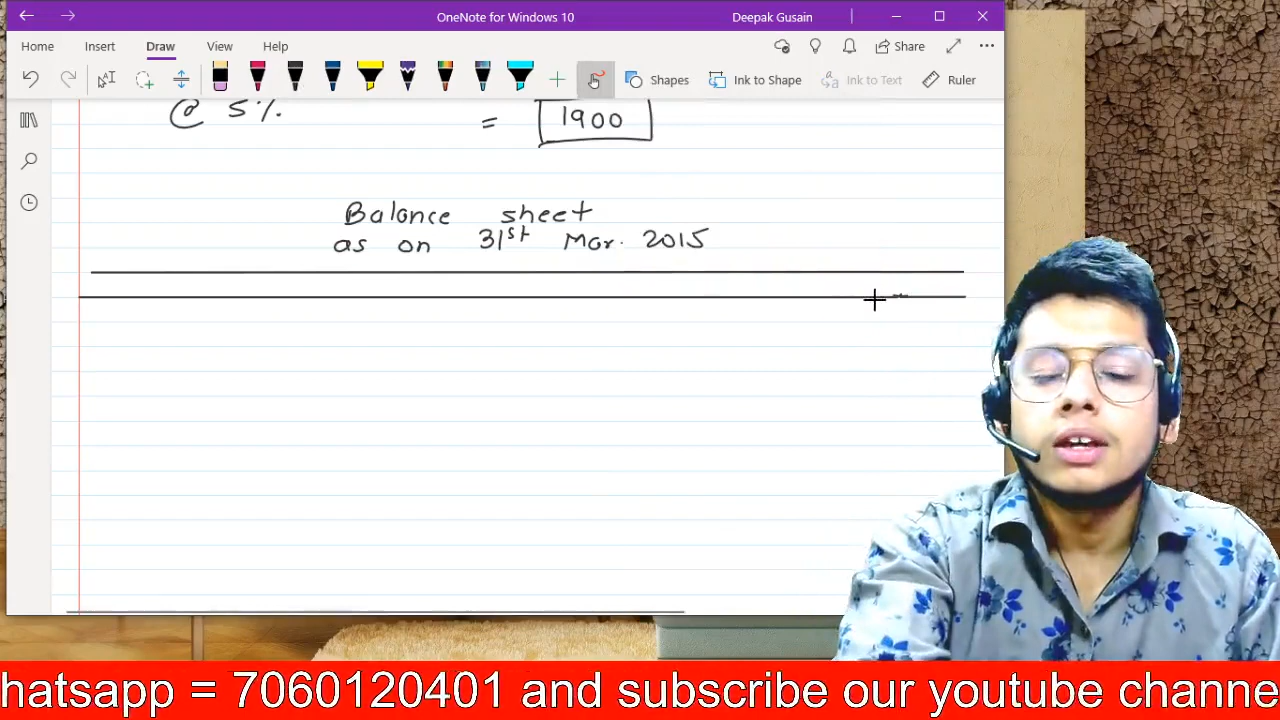 OneNote for Windows 10
Deepak Gusain
Home Insert Draw View Help
Share
Shapes
Ink to Shape
Ink to Text
Ruler
@ 5%
= 1900
Balance sheet
as on 31st Mar. 2015
hatsapp = 7060120401 and subscribe our youtube channe